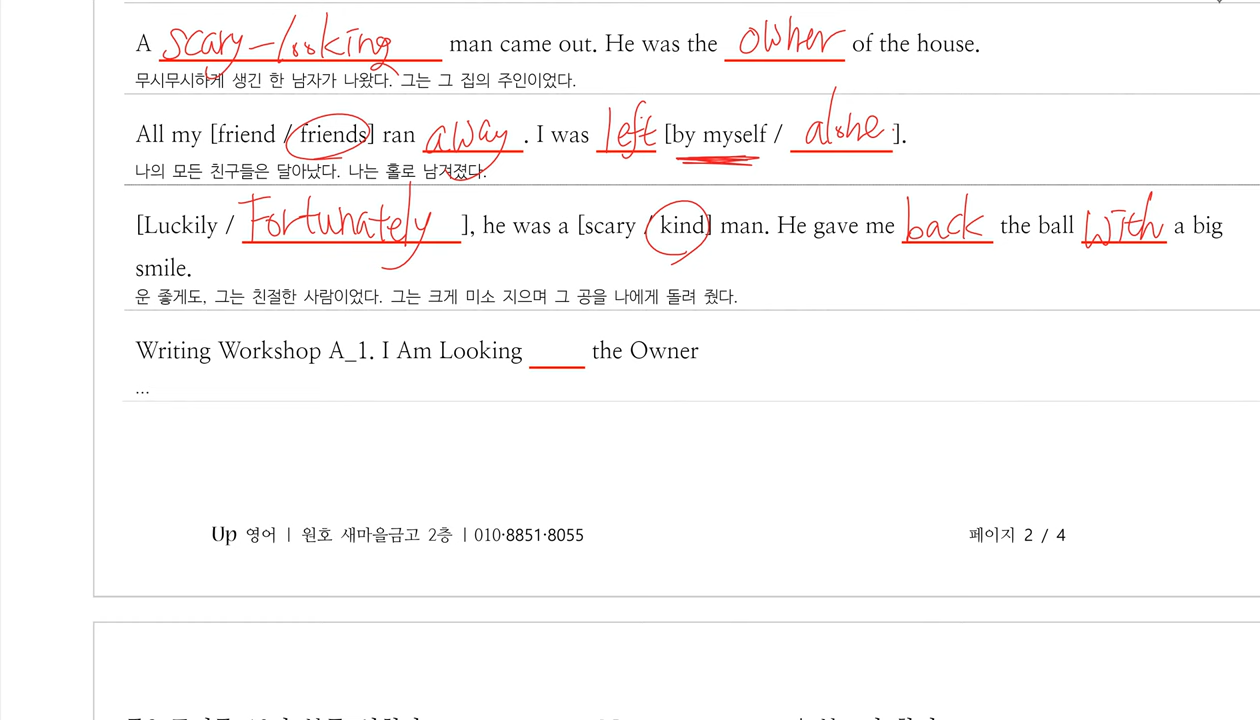 A scary-looking man came out. He was the owner of the house.
무시무시하게 생긴 한 남자가 나왔다. 그는 그 집의 주인이었다.
All my [friend / friends] ran away. I was left [by myself / alone].
나의 모든 친구들은 달아났다. 나는 홀로 남겨졌다.
[Luckily / Fortunately], he was a [scary / kind] man. He gave me back the ball with a big
smile.
운 좋게도, 그는 친절한 사람이었다. 그는 크게 미소 지으며 그 공을 나에게 돌려 줬다.
Writing Workshop A_1. I Am Looking ____ the Owner
...
Up 영어 | 원호 새마을금고 2층 | 010·8851·8055 페이지 2 / 4